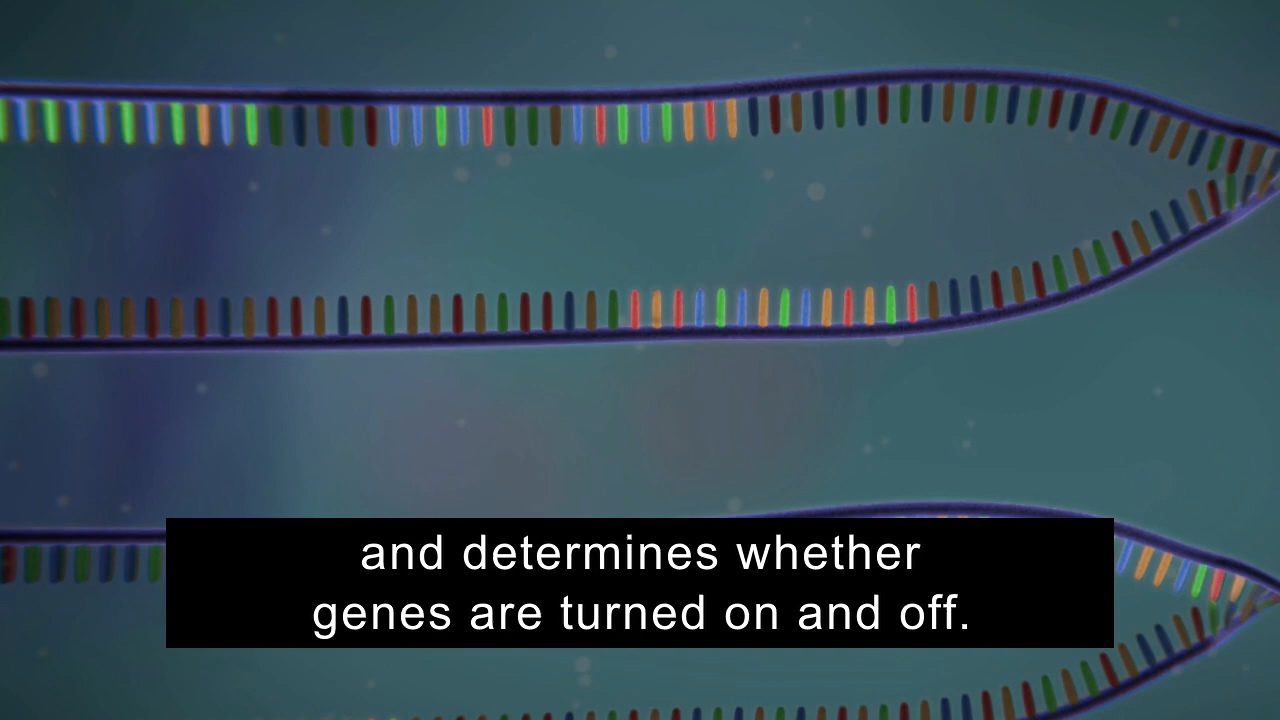 and determines whether
genes are turned on and off.